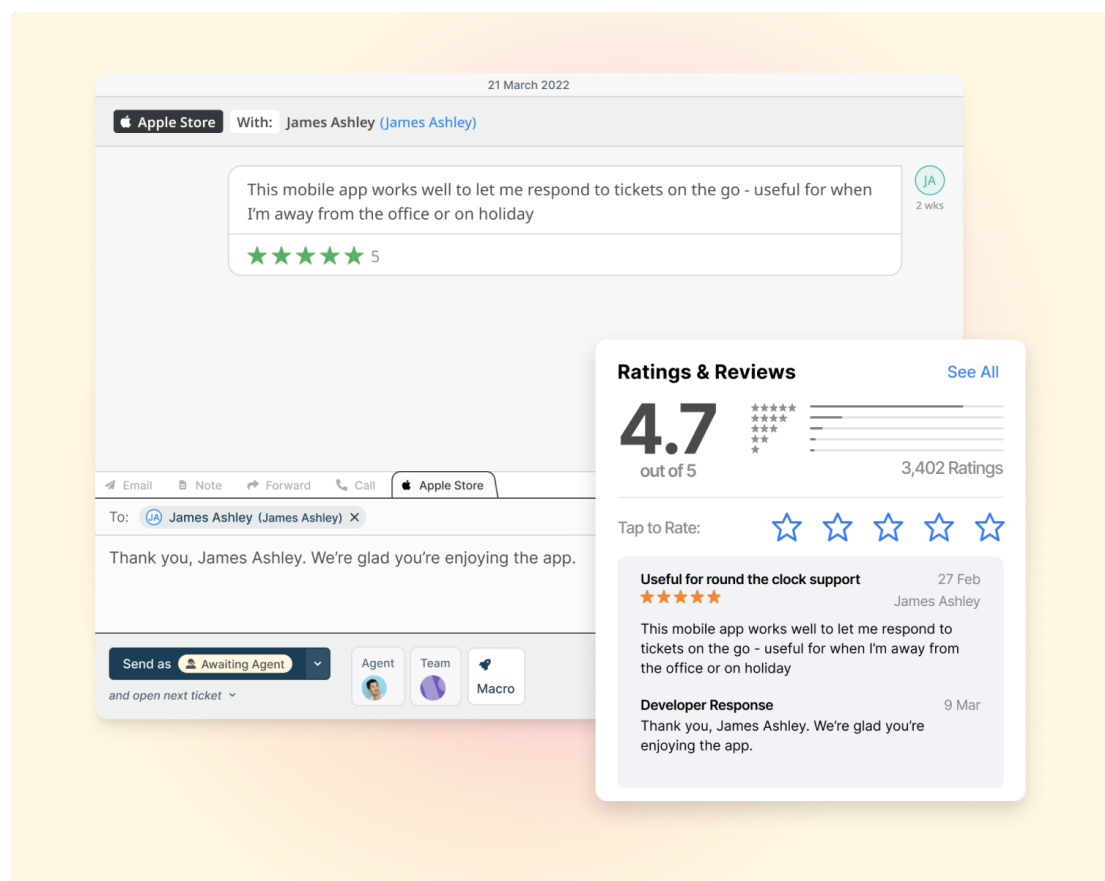 21 March 2022
Apple Store With: James Ashley (James Ashley)
This mobile app works well to let me respond to tickets on the go - useful for when
I’m away from the office or on holiday
JA
2 wks
5
Email Note Forward Call Apple Store
To: JA James Ashley (James Ashley)
Thank you, James Ashley. We’re glad you’re enjoying the app.
Send as Awaiting Agent
and open next ticket
Agent Team Macro
Ratings & Reviews See All
4.7
out of 5
3,402 Ratings
Tap to Rate:
Useful for round the clock support 27 Feb
James Ashley
This mobile app works well to let me respond to
tickets on the go - useful for when I’m away from
the office or on holiday
Developer Response 9 Mar
Thank you, James Ashley. We’re glad you’re
enjoying the app.